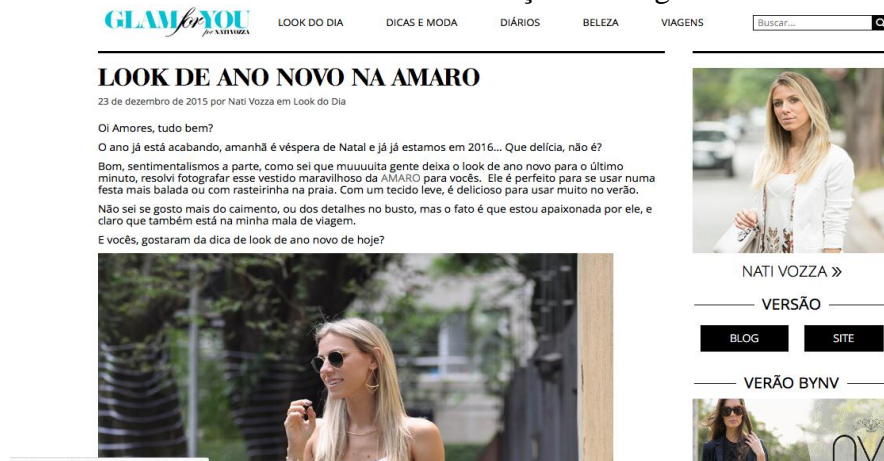 GLAM for YOU
por NATI VOZZA
LOOK DO DIA
DICAS E MODA
DIÁRIOS
BELEZA
VIAGENS
Buscar...
LOOK DE ANO NOVO NA AMARO
23 de dezembro de 2015 por Nati Vozza em Look do Dia
Oi Amores, tudo bem?
O ano já está acabando, amanhã é véspera de Natal e já já estamos em 2016... Que delícia, não é?
Bom, sentimentalismos a parte, como sei que muuuuita gente deixa o look de ano novo para o último
minuto, resolvi fotografar esse vestido maravilhoso da AMARO para vocês. Ele é perfeito para se usar numa
festa mais balada ou com rasteirinha na praia. Com um tecido leve, é delicioso para usar muito no verão.
Não sei se gosto mais do caimento, ou dos detalhes no busto, mas o fato é que estou apaixonada por ele, e
claro que também está na minha mala de viagem.
E vocês, gostaram da dica de look de ano novo de hoje?
NATI VOZZA »
VERSÃO
BLOG
SITE
VERÃO BYNV